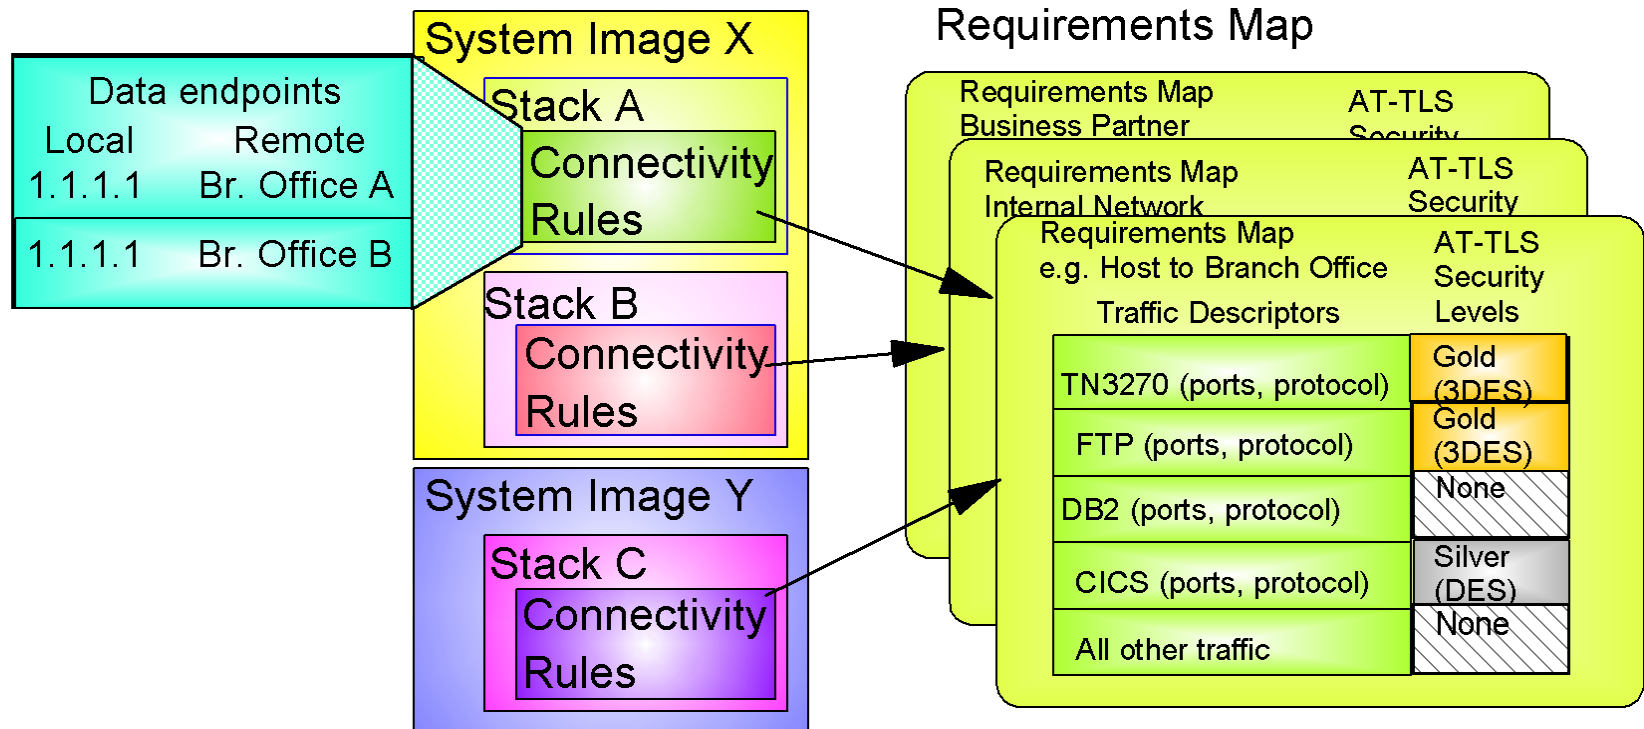 Requirements Map
System Image X
Data endpoints
Local Remote
1.1.1.1 Br. Office A
1.1.1.1 Br. Office B
Stack A
Connectivity
Rules
Stack B
Connectivity
Rules
System Image Y
Stack C
Connectivity
Rules
Requirements Map
Business Partner
AT-TLS
Security
Requirements Map
Internal Network
AT-TLS
Security
Requirements Map
e.g. Host to Branch Office
AT-TLS
Security
Levels
Traffic Descriptors
TN3270 (ports, protocol)
Gold
(3DES)
FTP (ports, protocol)
Gold
(3DES)
DB2 (ports, protocol)
None
CICS (ports, protocol)
Silver
(DES)
All other traffic
None